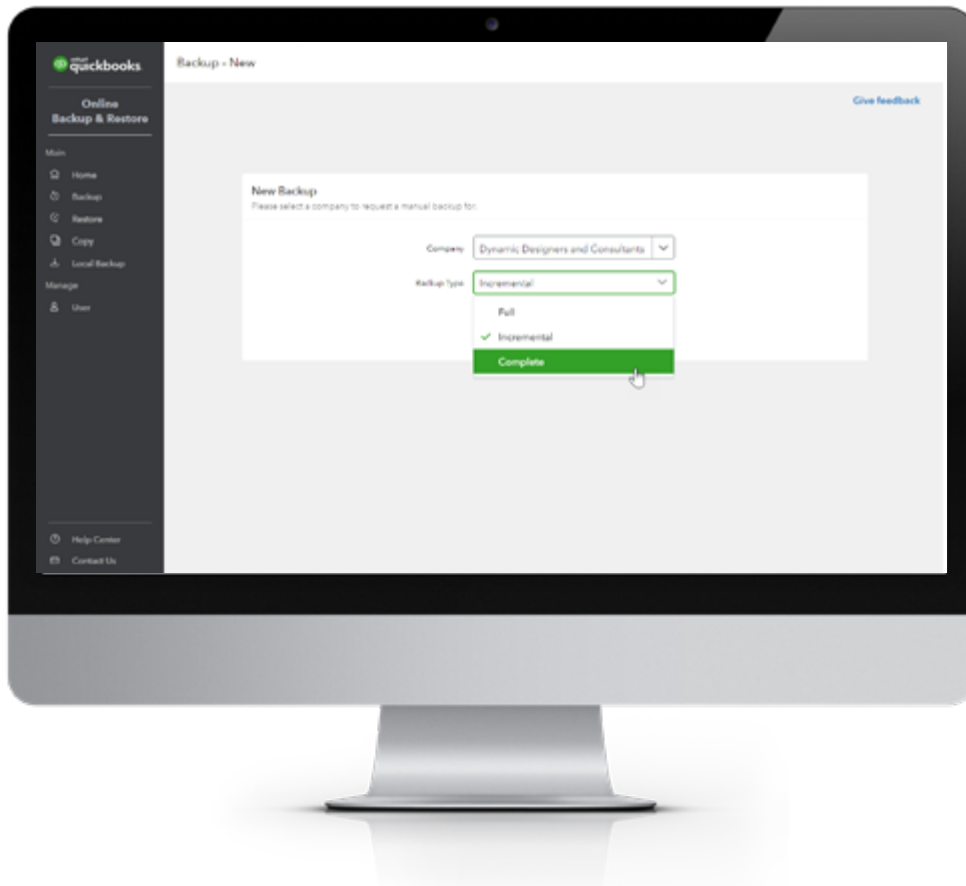 intuit
quickbooks.
Online
Backup & Restore
Main
Home
Backup
Restore
Copy
Local Backup
Manage
User
Help Center
Contact Us
Backup - New
Give feedback
New Backup
Please select a company to request a manual backup for.
Company
Dynamic Designers and Consultants
Backup Type
Incremental
Full
Incremental
Complete